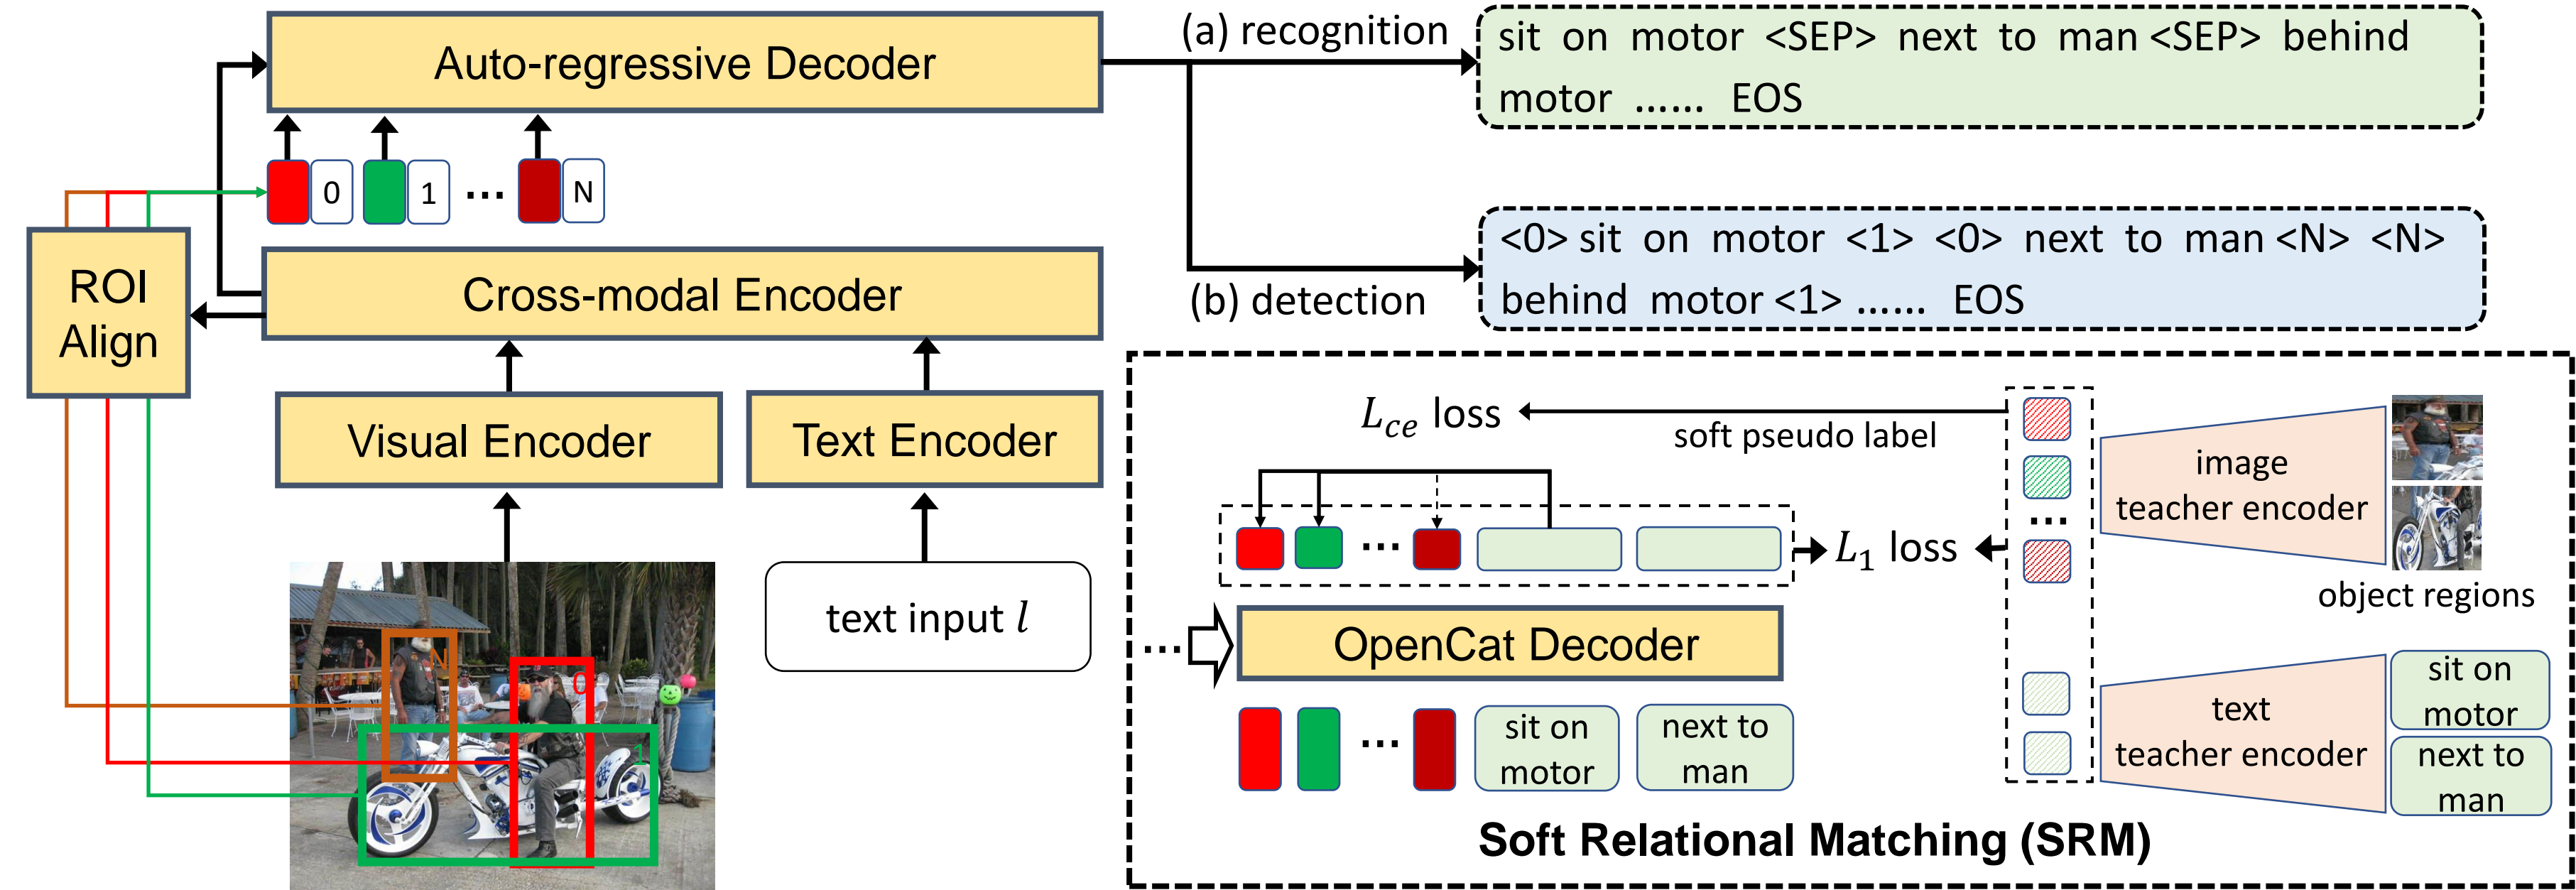 Auto-regressive Decoder
0 1 ... N
ROI
Align
Cross-modal Encoder
Visual Encoder
Text Encoder
text input l
N
0
1
(a) recognition
sit on motor <SEP> next to man <SEP> behind
motor ...... EOS
(b) detection
<0> sit on motor <1> <0> next to man <N> <N>
behind motor <1> ...... EOS
L_ce loss
soft pseudo label
...
L_1 loss
...
image
teacher encoder
object regions
... OpenCat Decoder
...
sit on
motor
next to
man
text
teacher encoder
sit on
motor
next to
man
Soft Relational Matching (SRM)